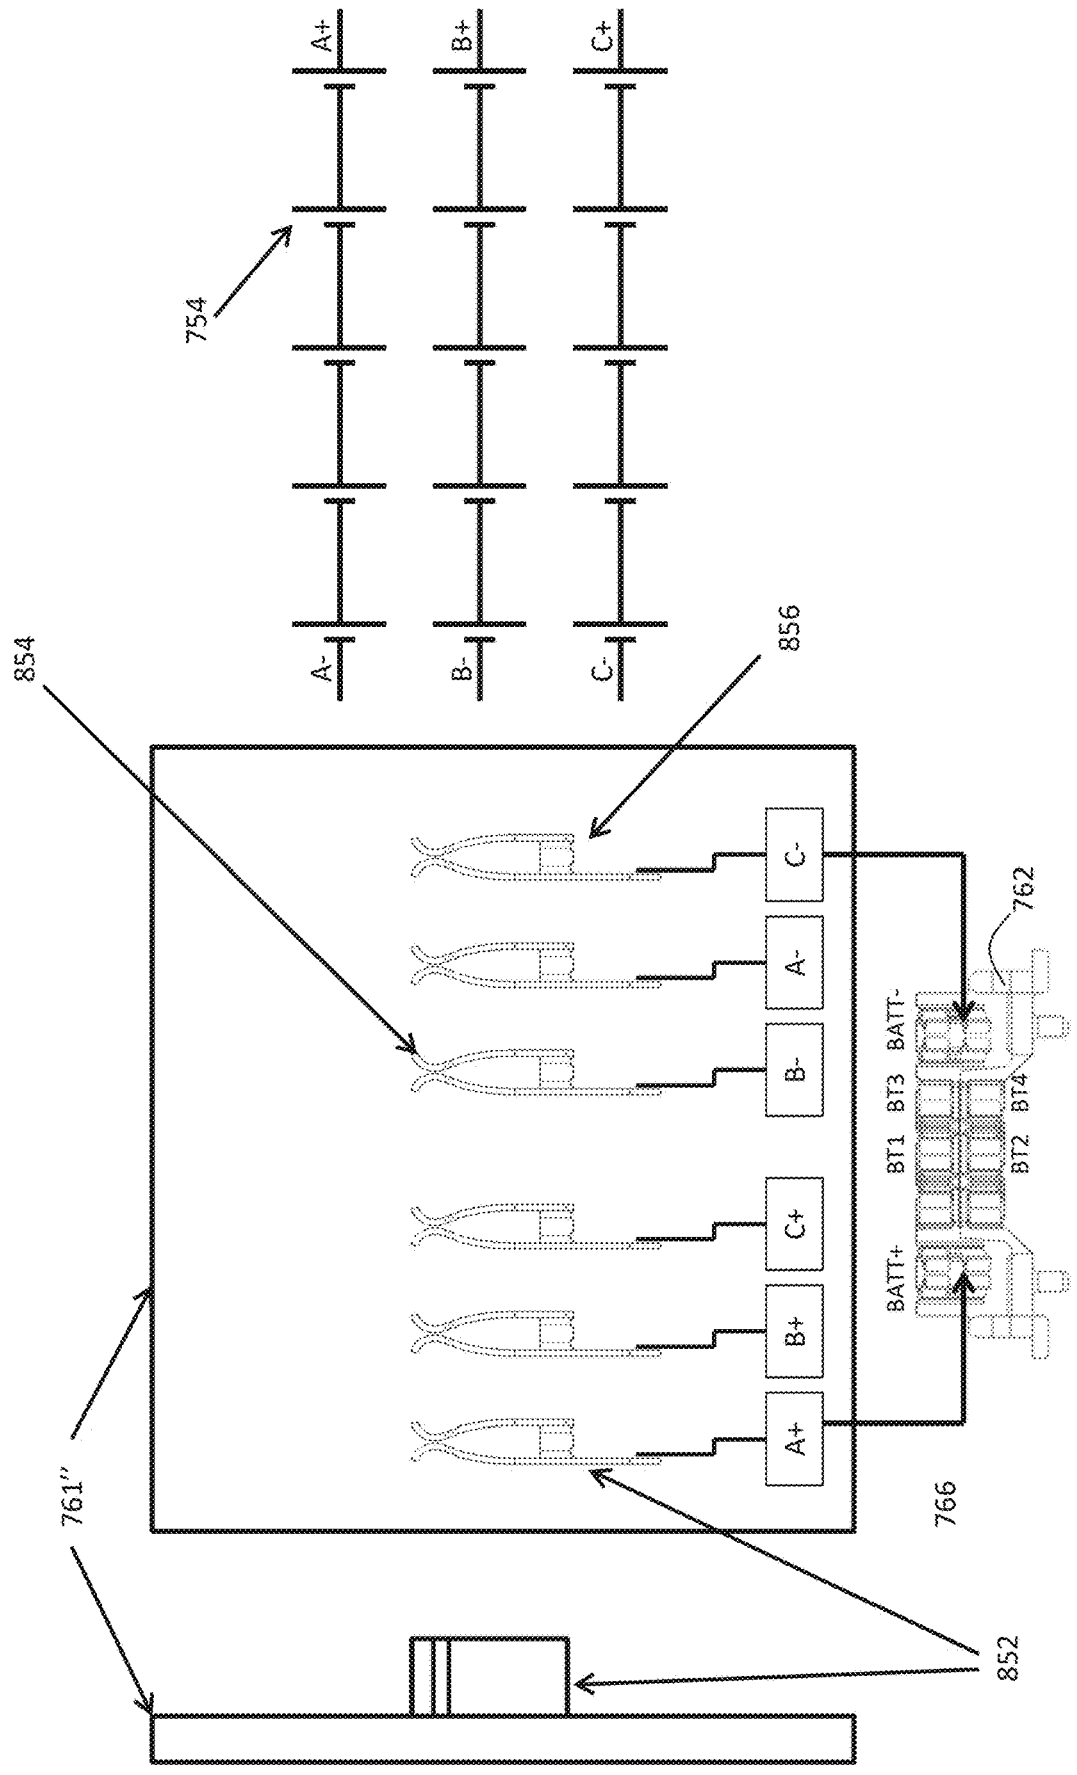 761''
852
854
A+
B+
C+
B-
A-
C-
856
766
BATT+
BT1
BT3
BATT-
BT2
BT4
762
754
A-
A+
B-
B+
C-
C+